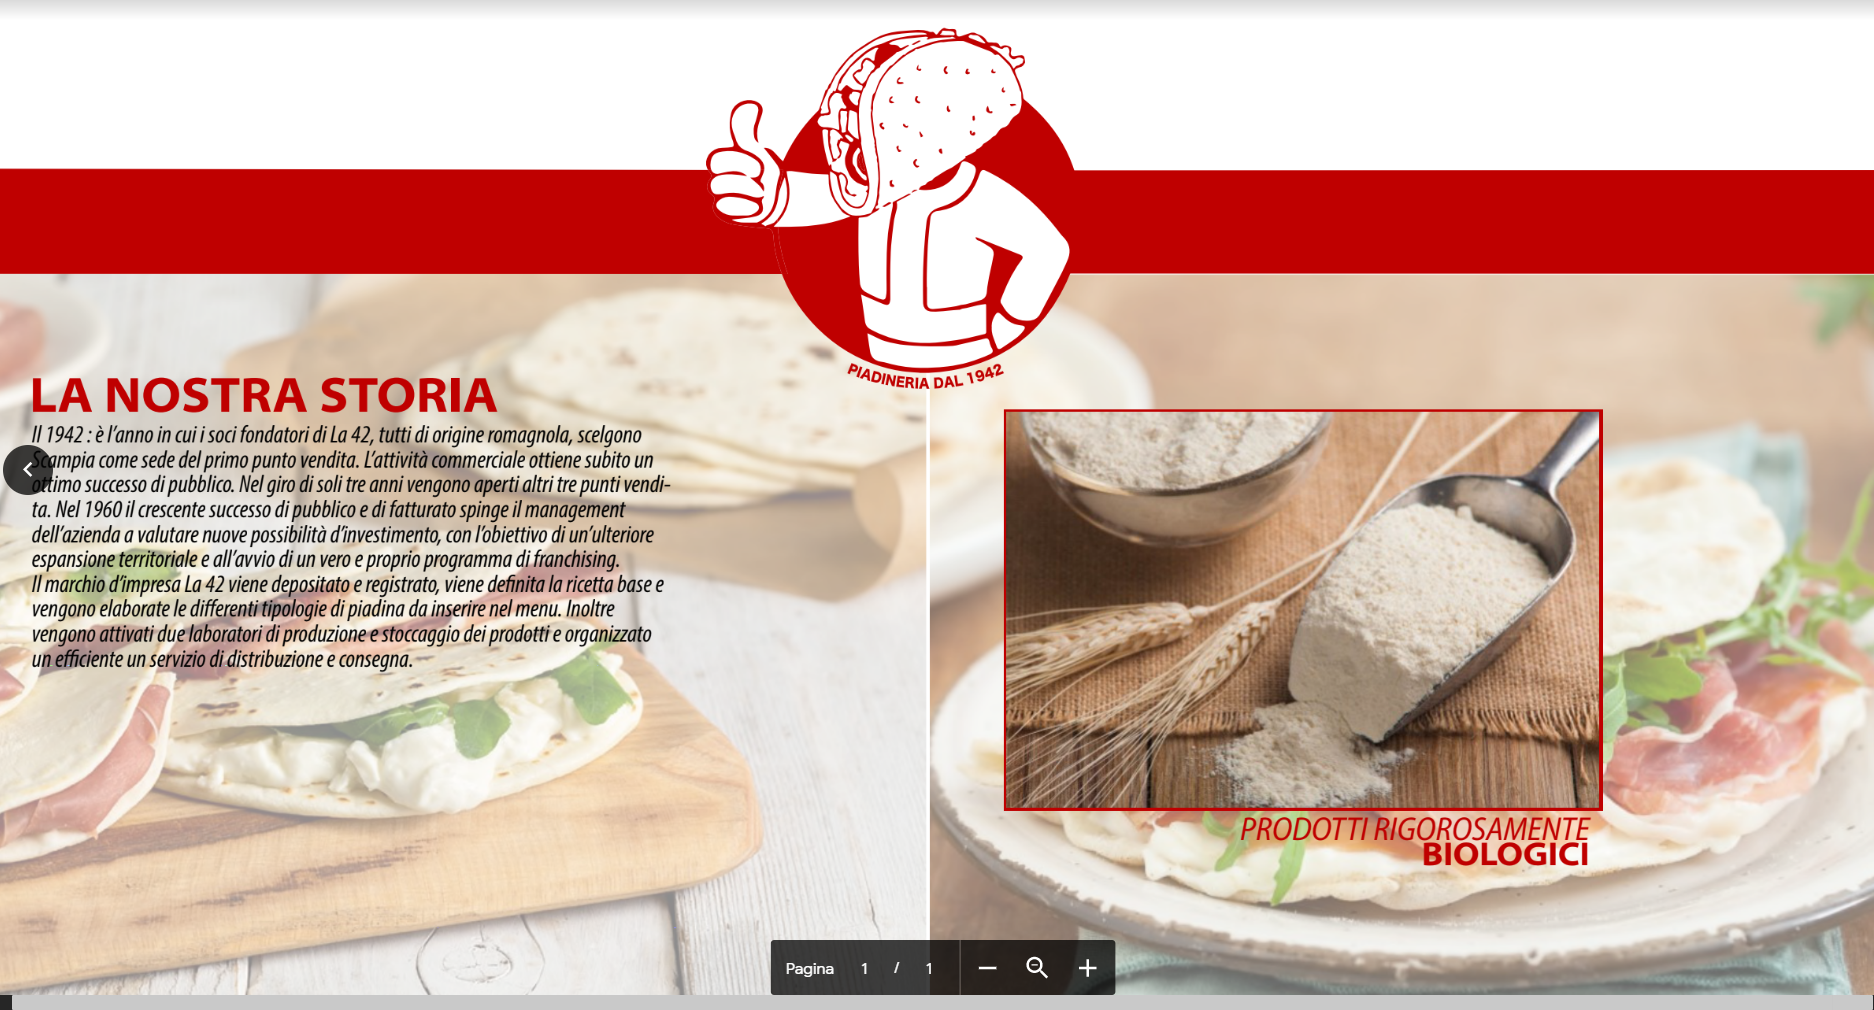 PIADINERIA DAL 1942
LA NOSTRA STORIA
Il 1942 : è l'anno in cui i soci fondatori di La 42, tutti di origine romagnola, scelgono
Scampia come sede del primo punto vendita. L'attività commerciale ottiene subito un
ottimo successo di pubblico. Nel giro di soli tre anni vengono aperti altri tre punti vendi-
ta. Nel 1960 il crescente successo di pubblico e di fatturato spinge il management
dell'azienda a valutare nuove possibilità d'investimento, con l'obiettivo di un'ulteriore
espansione territoriale e all'avvio di un vero e proprio programma di franchising.
Il marchio d'impresa La 42 viene depositato e registrato, viene definita la ricetta base e
vengono elaborate le differenti tipologie di piadina da inserire nel menu. Inoltre
vengono attivati due laboratori di produzione e stoccaggio dei prodotti e organizzato
un efficiente un servizio di distribuzione e consegna.
PRODOTTI RIGOROSAMENTE
BIOLOGICI
Pagina 1 / 1